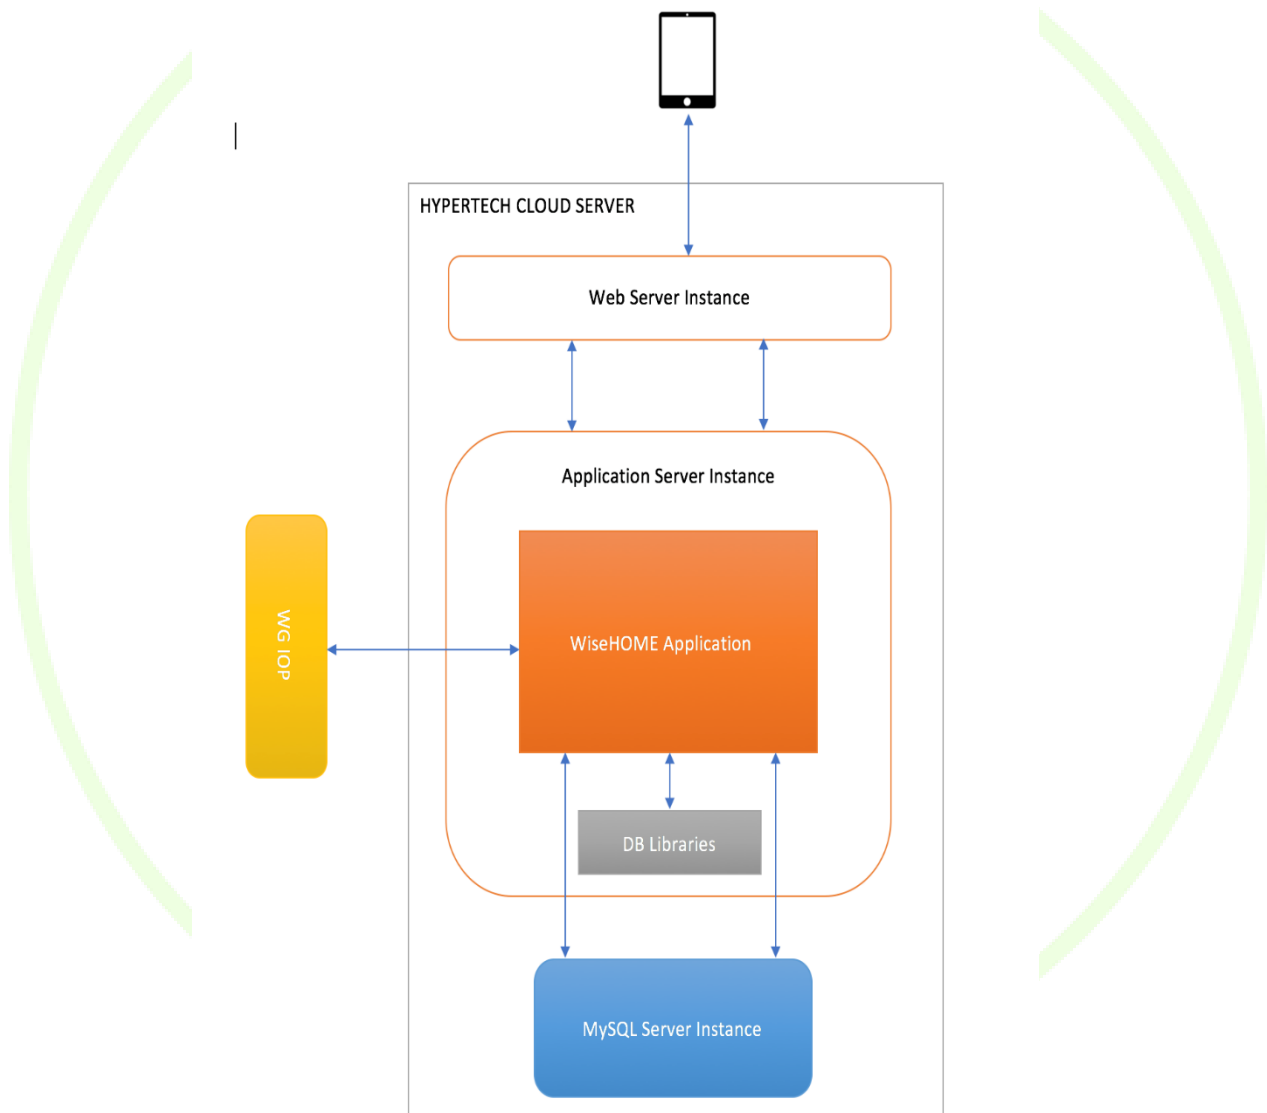 HYPERTECH CLOUD SERVER
Web Server Instance
Application Server Instance
WG IOP
WiseHOME Application
DB Libraries
MySQL Server Instance